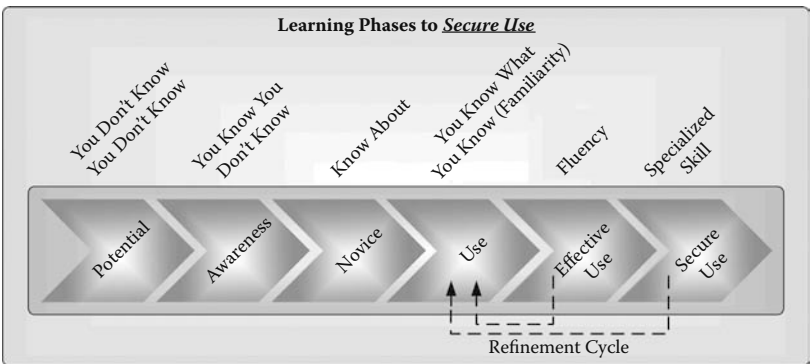 Learning Phases to Secure Use
You Don’t Know
You Don’t Know
You Know You
Don’t Know
Know About
You Know What
You Know (Familiarity)
Fluency
Specialized
Skill
Potential
Awareness
Novice
Use
Effective
Use
Secure
Use
Refinement Cycle